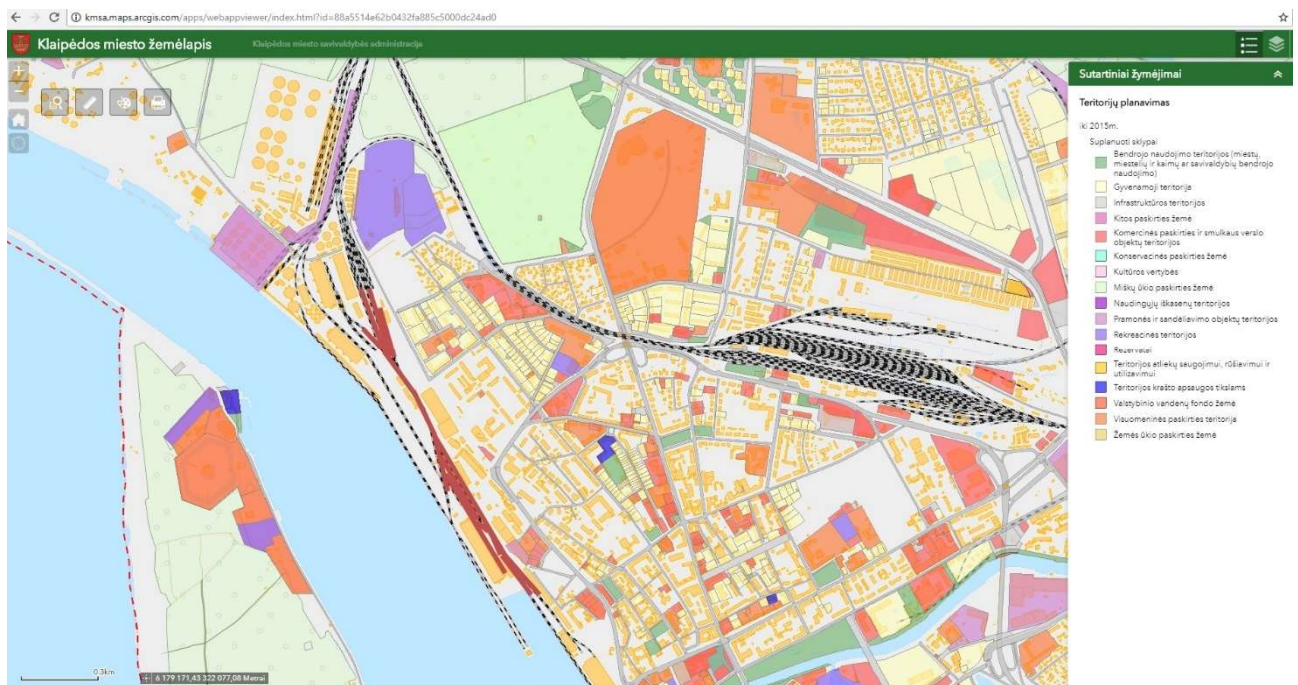 kmsa.maps.arcgis.com/apps/webappviewer/index.html?id=88a5514e62b0432fa885c5000dc24ad0
Klaipėdos miesto žemėlapis
Klaipėdos miesto savivaldybės administracija
Sutartiniai žymėjimai
Teritorijų planavimas
iki 2015m.
Suplanuoti sklypai
Bendrojo naudojimo teritorijos (miestų,
miestelių ir kaimų ar savivaldybių bendrojo
naudojimo)
Gyvenamoji teritorija
Infrastruktūros teritorijos
Kitos paskirties žemė
Komercinės paskirties ir smulkaus verslo
objektų teritorijos
Konservacinės paskirties žemė
Kultūros vertybės
Miškų ūkio paskirties žemė
Naudingųjų iškasenų teritorijos
Pramonės ir sandėliavimo objektų teritorijos
Rekreacinės teritorijos
Rezervatai
Teritorijos atliekų saugojimui, rūšiavimui ir
utilizavimui
Teritorijos krašto apsaugos tikslams
Valstybinio vandenų fondo žemė
Visuomeninės paskirties teritorija
Žemės ūkio paskirties žemė
0.3km
6 179 171,43 322 077,08 Metrai